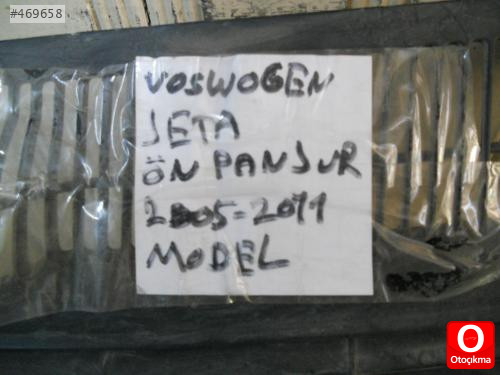 #469658
VOSWOGEN
JETA
ÖN PANJUR
2005=2011
MODEL
O
Otoçıkma